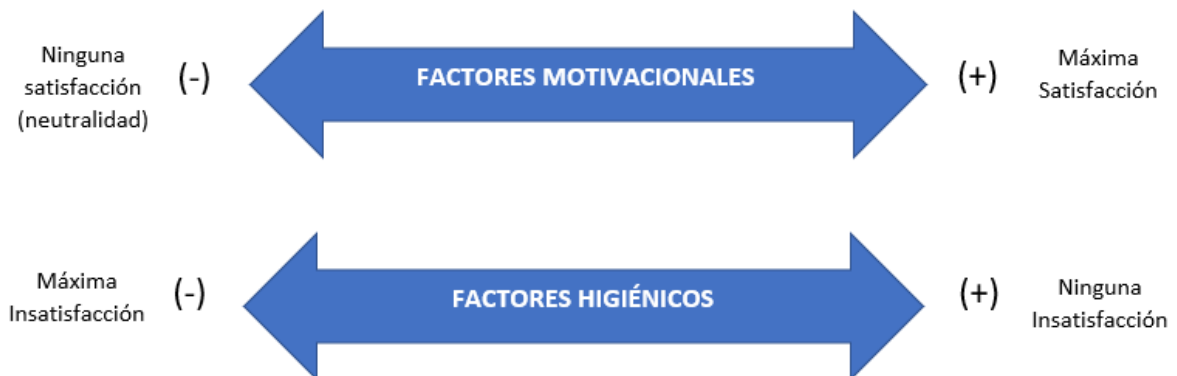 Ninguna
satisfacción
(neutralidad)
(-)
FACTORES MOTIVACIONALES
(+)
Máxima
Satisfacción
Máxima
Insatisfacción
(-)
FACTORES HIGIÉNICOS
(+)
Ninguna
Insatisfacción